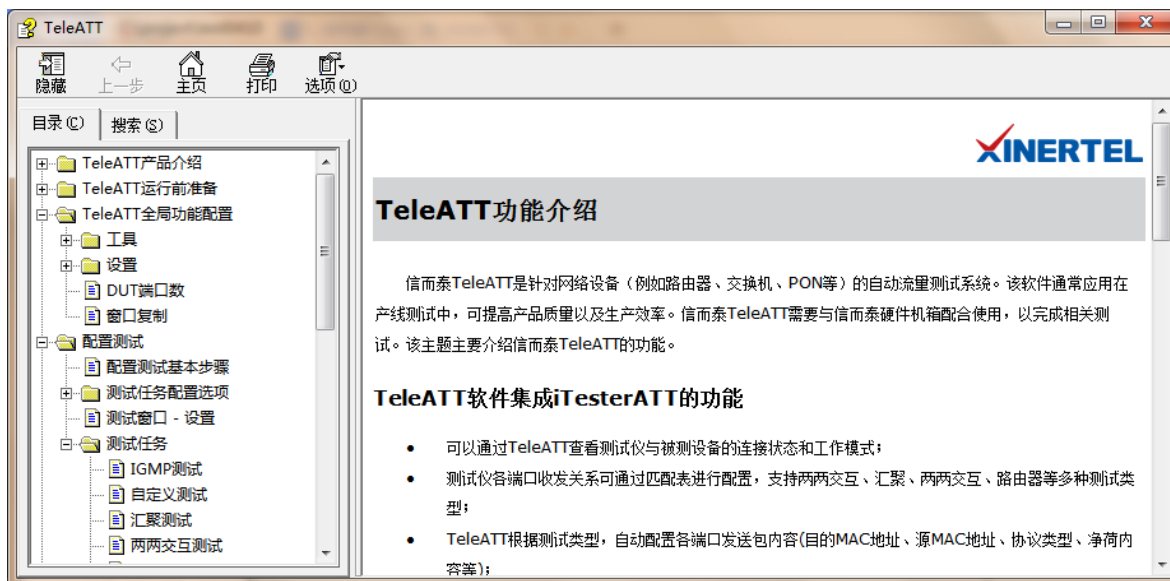 TeleATT
隐藏
上一步
主页
打印
选项(O)
目录(C)
搜索(S)
TeleATT产品介绍
TeleATT运行前准备
TeleATT全局功能配置
工具
设置
DUT端口数
窗口复制
配置测试
配置测试基本步骤
测试任务配置选项
测试窗口 - 设置
测试任务
IGMP测试
自定义测试
汇聚测试
两两交互测试
XINERTEL
TeleATT功能介绍
信而泰TeleATT是针对网络设备（例如路由器、交换机、PON等）的自动流量测试系统。该软件通常应用在
产线测试中，可提高产品质量以及生产效率。信而泰TeleATT需要与信而泰硬件机箱配合使用，以完成相关测
试。该主题主要介绍信而泰TeleATT的功能。
TeleATT软件集成iTesterATT的功能
● 可以通过TeleATT查看测试仪与被测设备的连接状态和工作模式；
● 测试仪各端口收发关系可通过匹配表进行配置，支持两两交互、汇聚、两两交互、路由器等多种测试类
型；
● TeleATT根据测试类型，自动配置各端口发送包内容(目的MAC地址、源MAC地址、协议类型、净荷内
容等)；